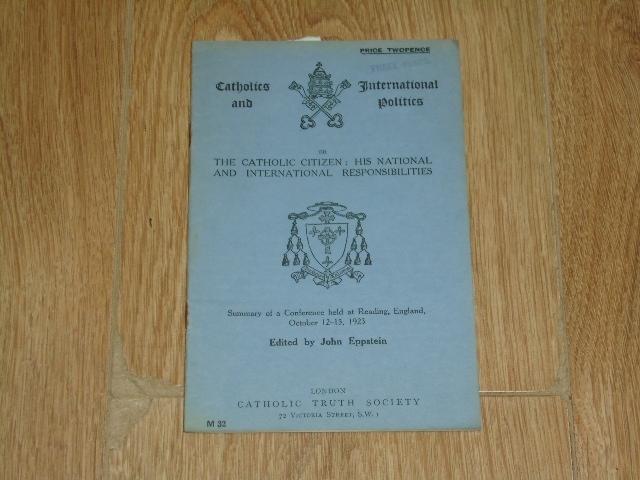 PRICE TWOPENCE
Catholics International
and Politics
OR
THE CATHOLIC CITIZEN: HIS NATIONAL
AND INTERNATIONAL RESPONSIBILITIES
Summary of a Conference held at Reading, England,
October 12-15, 1923
Edited by John Eppstein
LONDON
CATHOLIC TRUTH SOCIETY
72 VICTORIA STREET, S.W. 1
M 32